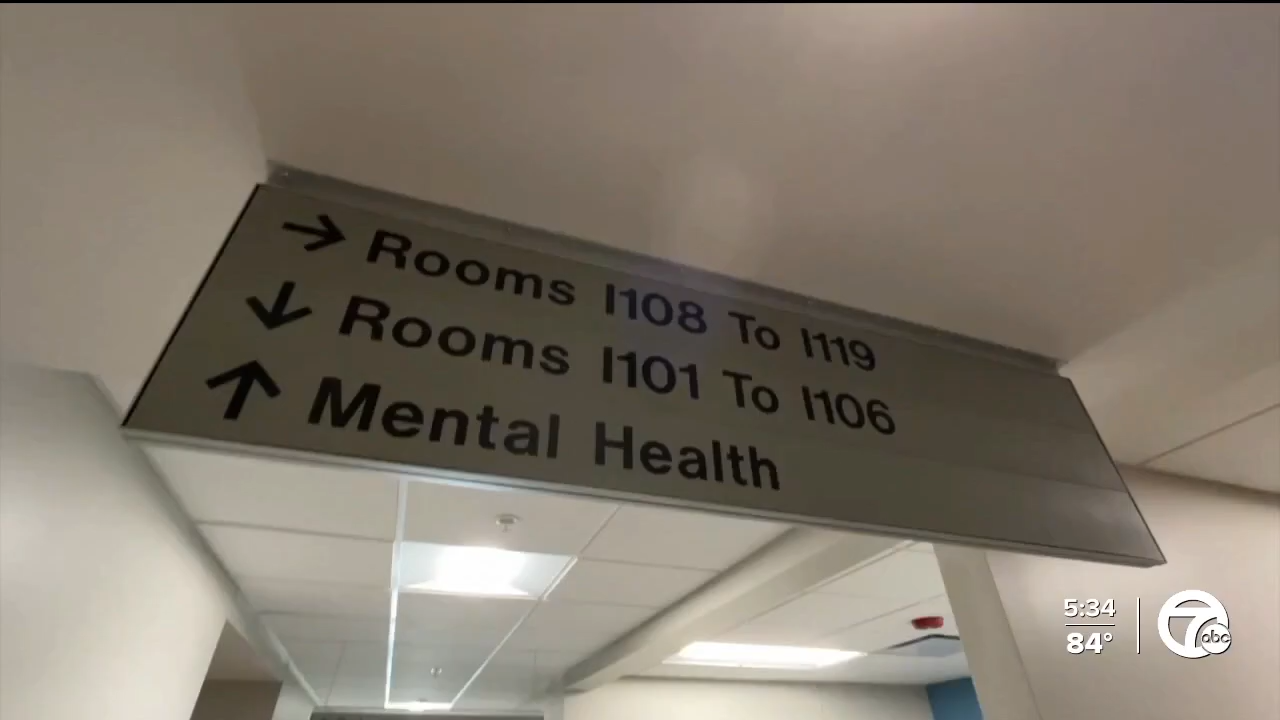 → Rooms I108 To I119
↓ Rooms I101 To I106
↑ Mental Health
5:34
84°
7 abc